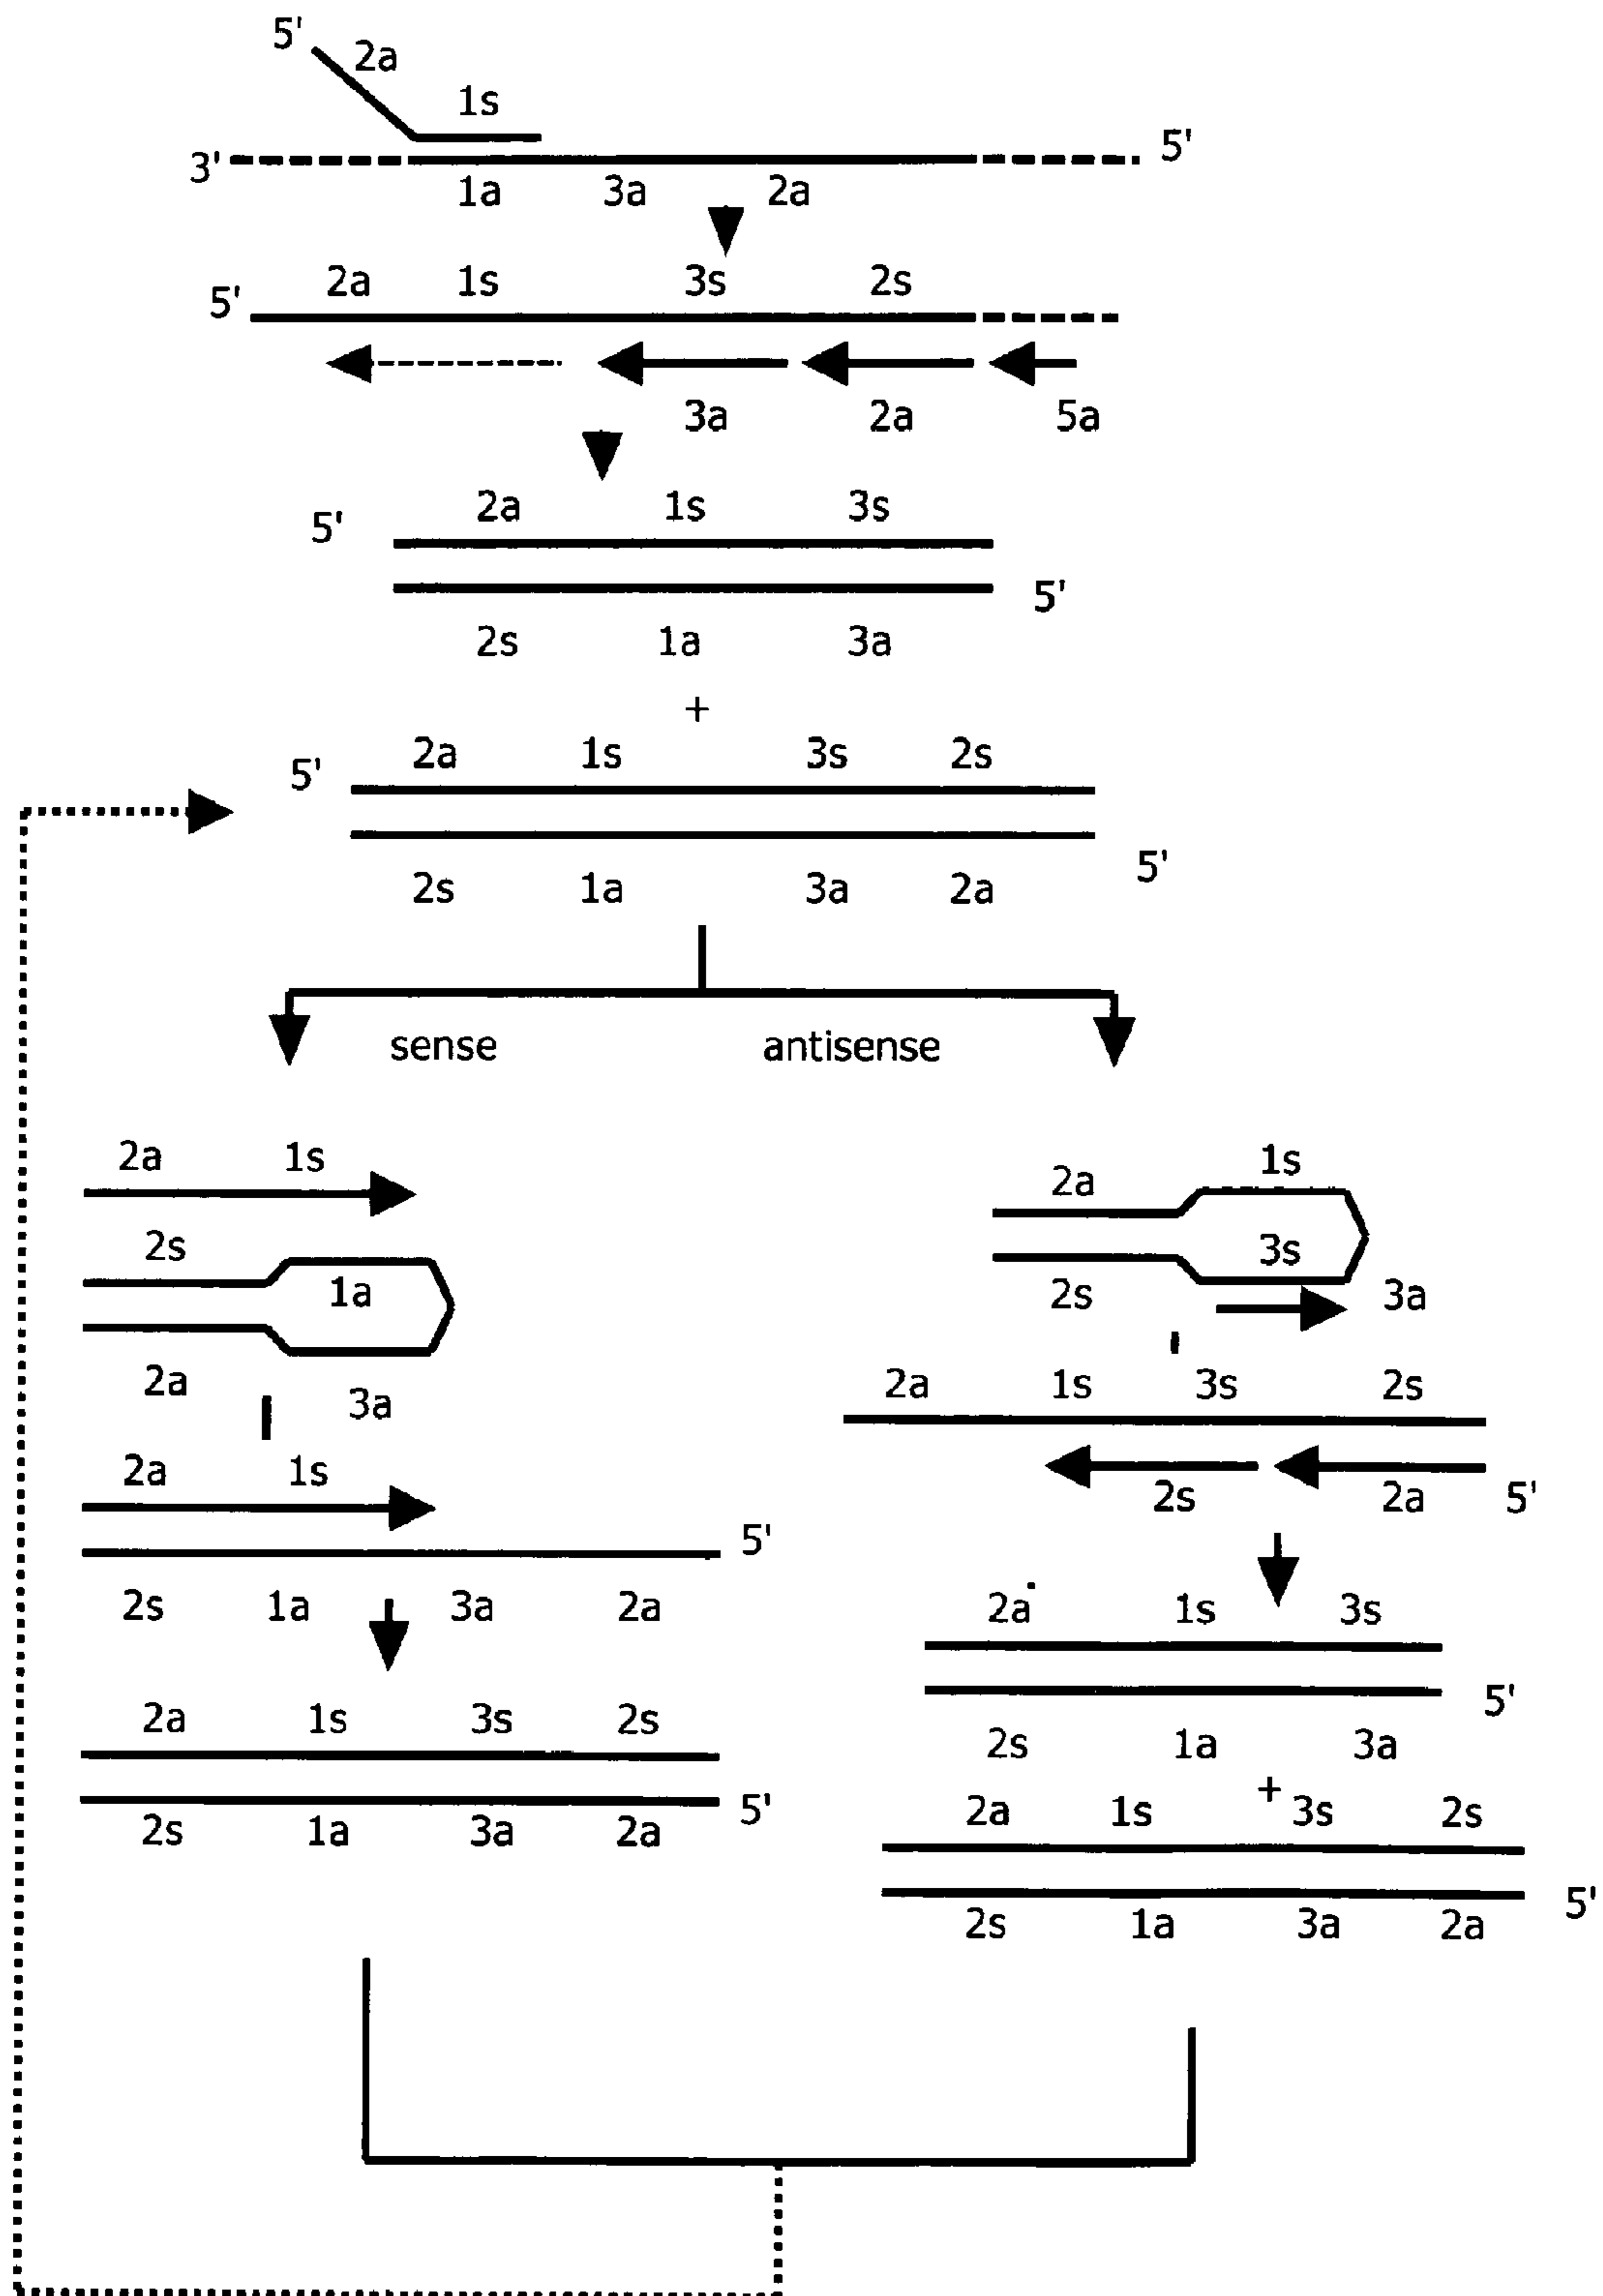 5'
2a
1s
3' 5'
1a 3a 2a
2a 1s 3s 2s
5'
3a 2a 5a
2a 1s 3s
5'
5'
2s 1a 3a
+
2a 1s 3s 2s
5'
5'
2s 1a 3a 2a
sense antisense
2a 1s
2s
1a
2a 3a
2a 1s
5'
2s 1a 3a 2a
2a 1s 3s 2s
5'
2s 1a 3a 2a
1s
2a
3s
2s 3a
2a 1s 3s 2s
2s 2a 5'
2a 1s 3s
5'
2s 1a 3a
+
2a 1s 3s 2s
5'
2s 1a 3a 2a